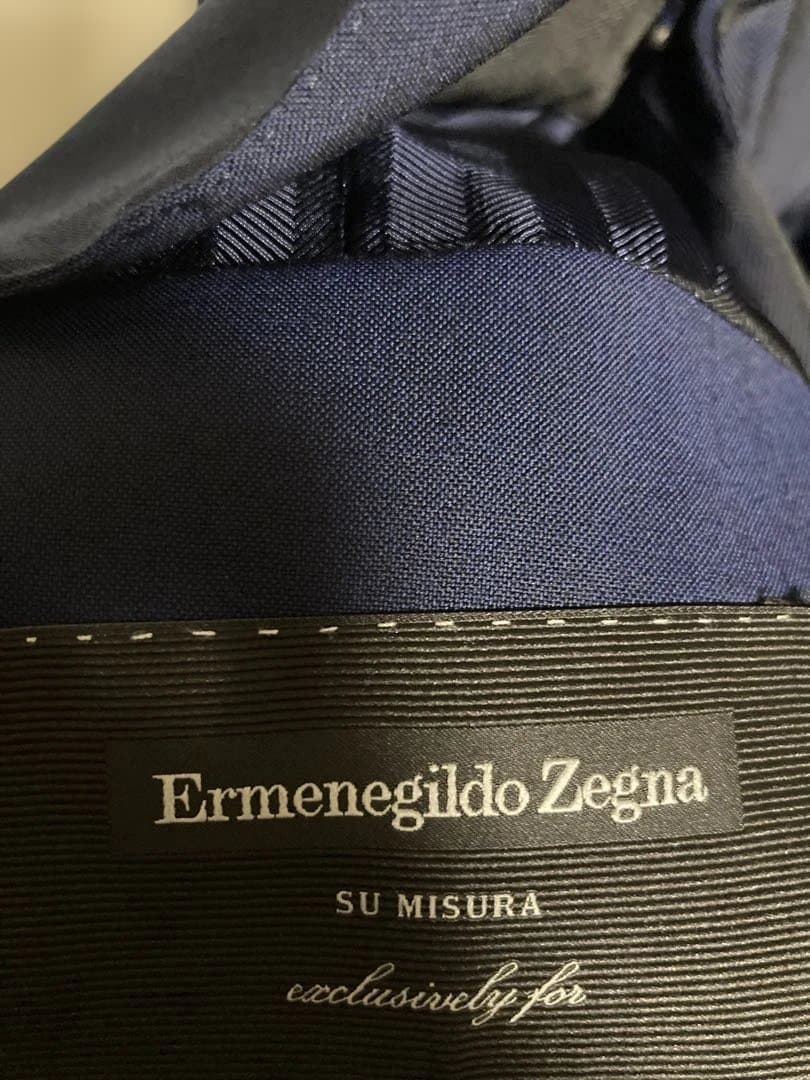 Ermenegildo Zegna
SU MISURA
exclusively for